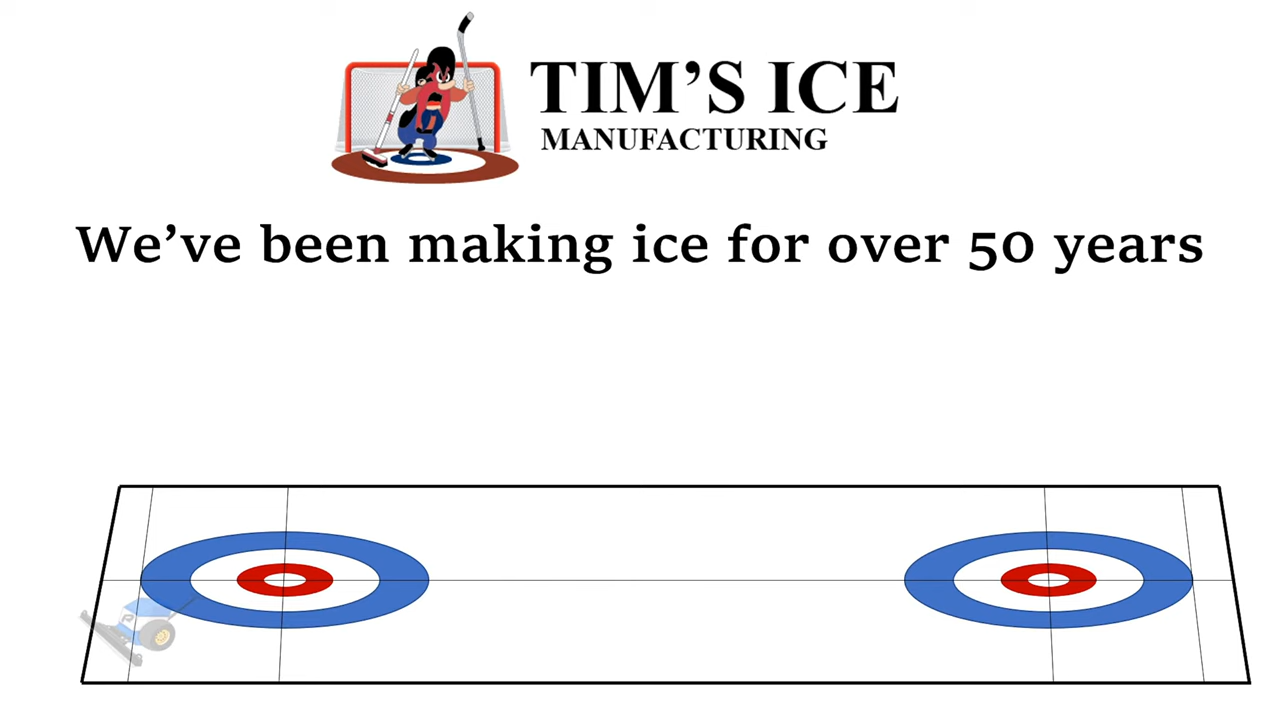 TIM’S ICE
MANUFACTURING
We’ve been making ice for over 50 years